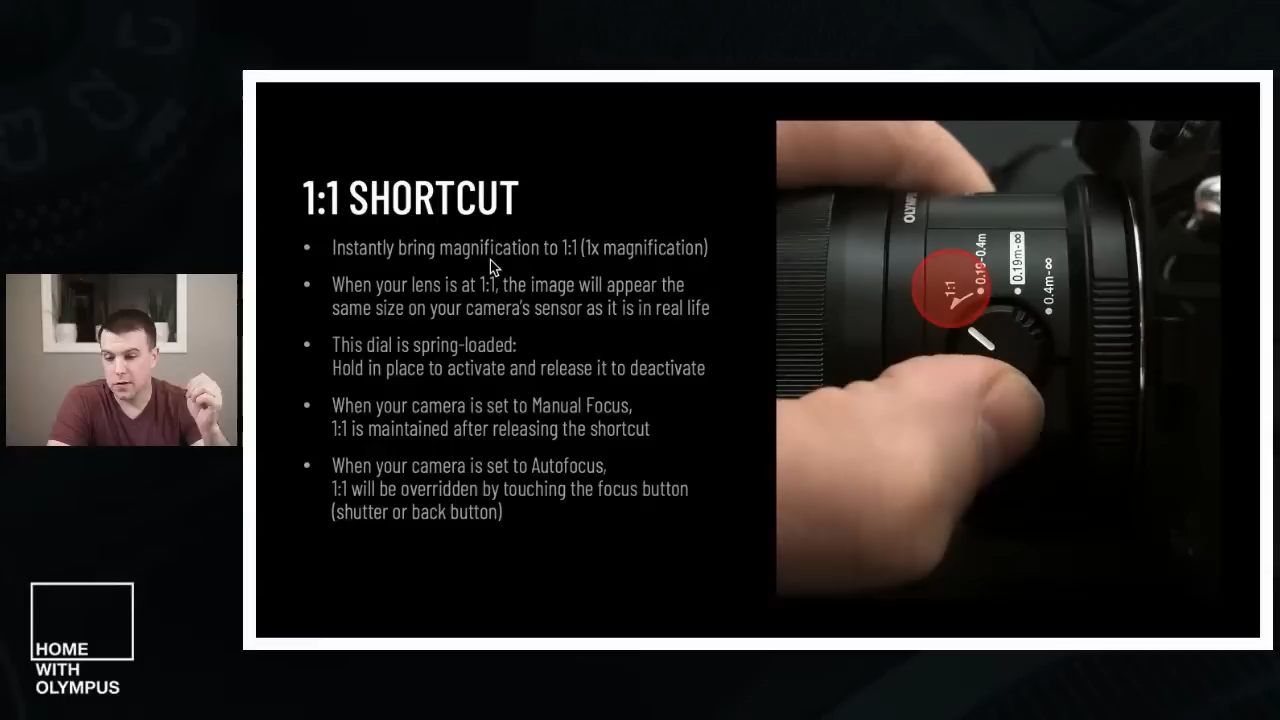 1:1 SHORTCUT
• Instantly bring magnification to 1:1 (1x magnification)
• When your lens is at 1:1, the image will appear the
same size on your camera's sensor as it is in real life
• This dial is spring-loaded:
Hold in place to activate and release it to deactivate
• When your camera is set to Manual Focus,
1:1 is maintained after releasing the shortcut
• When your camera is set to Autofocus,
1:1 will be overridden by touching the focus button
(shutter or back button)
OLYMPUS
1:1
0.19-0.4m
0.19m-∞
0.4m-∞
HOME
WITH
OLYMPUS